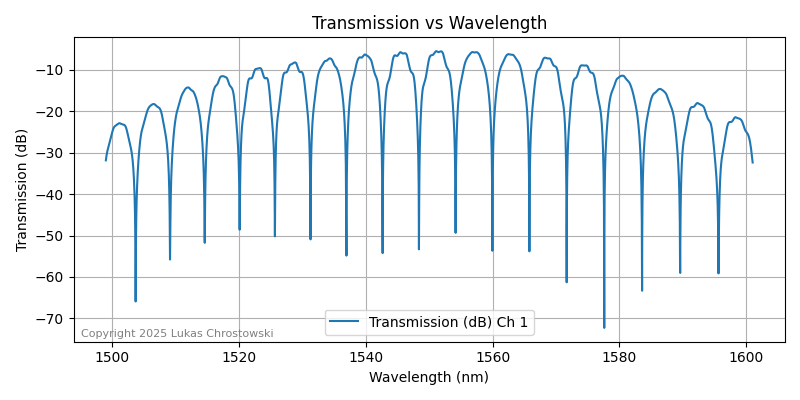 Transmission vs Wavelength
Transmission (dB)
−10
−20
−30
−40
−50
−60
−70
Transmission (dB) Ch 1
Copyright 2025 Lukas Chrostowski
1500 1520 1540 1560 1580 1600
Wavelength (nm)